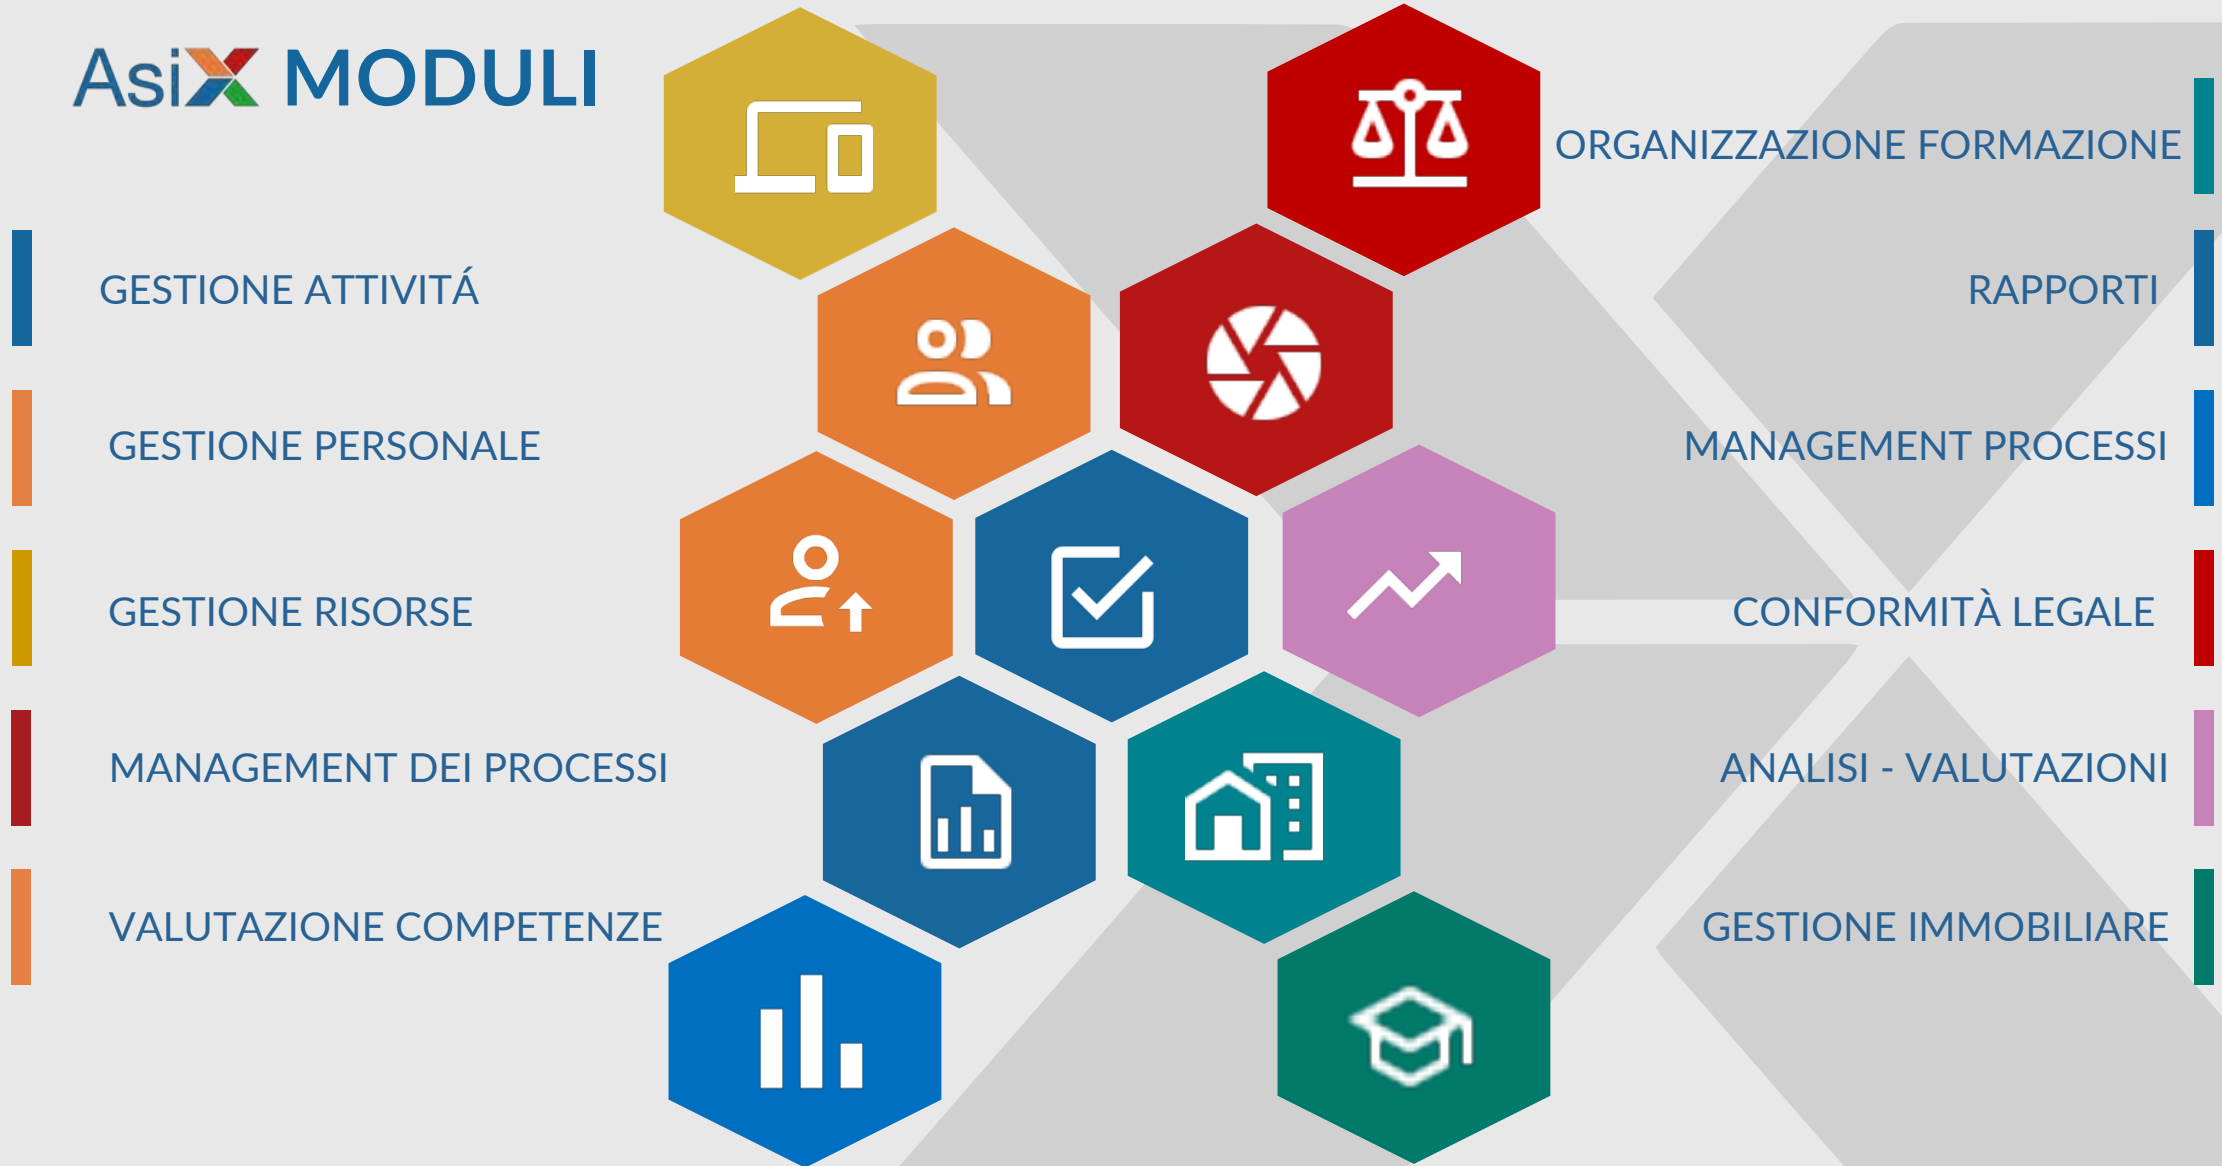 AsiX MODULI
GESTIONE ATTIVITÁ
GESTIONE PERSONALE
GESTIONE RISORSE
MANAGEMENT DEI PROCESSI
VALUTAZIONE COMPETENZE
ORGANIZZAZIONE FORMAZIONE
RAPPORTI
MANAGEMENT PROCESSI
CONFORMITÀ LEGALE
ANALISI - VALUTAZIONI
GESTIONE IMMOBILIARE